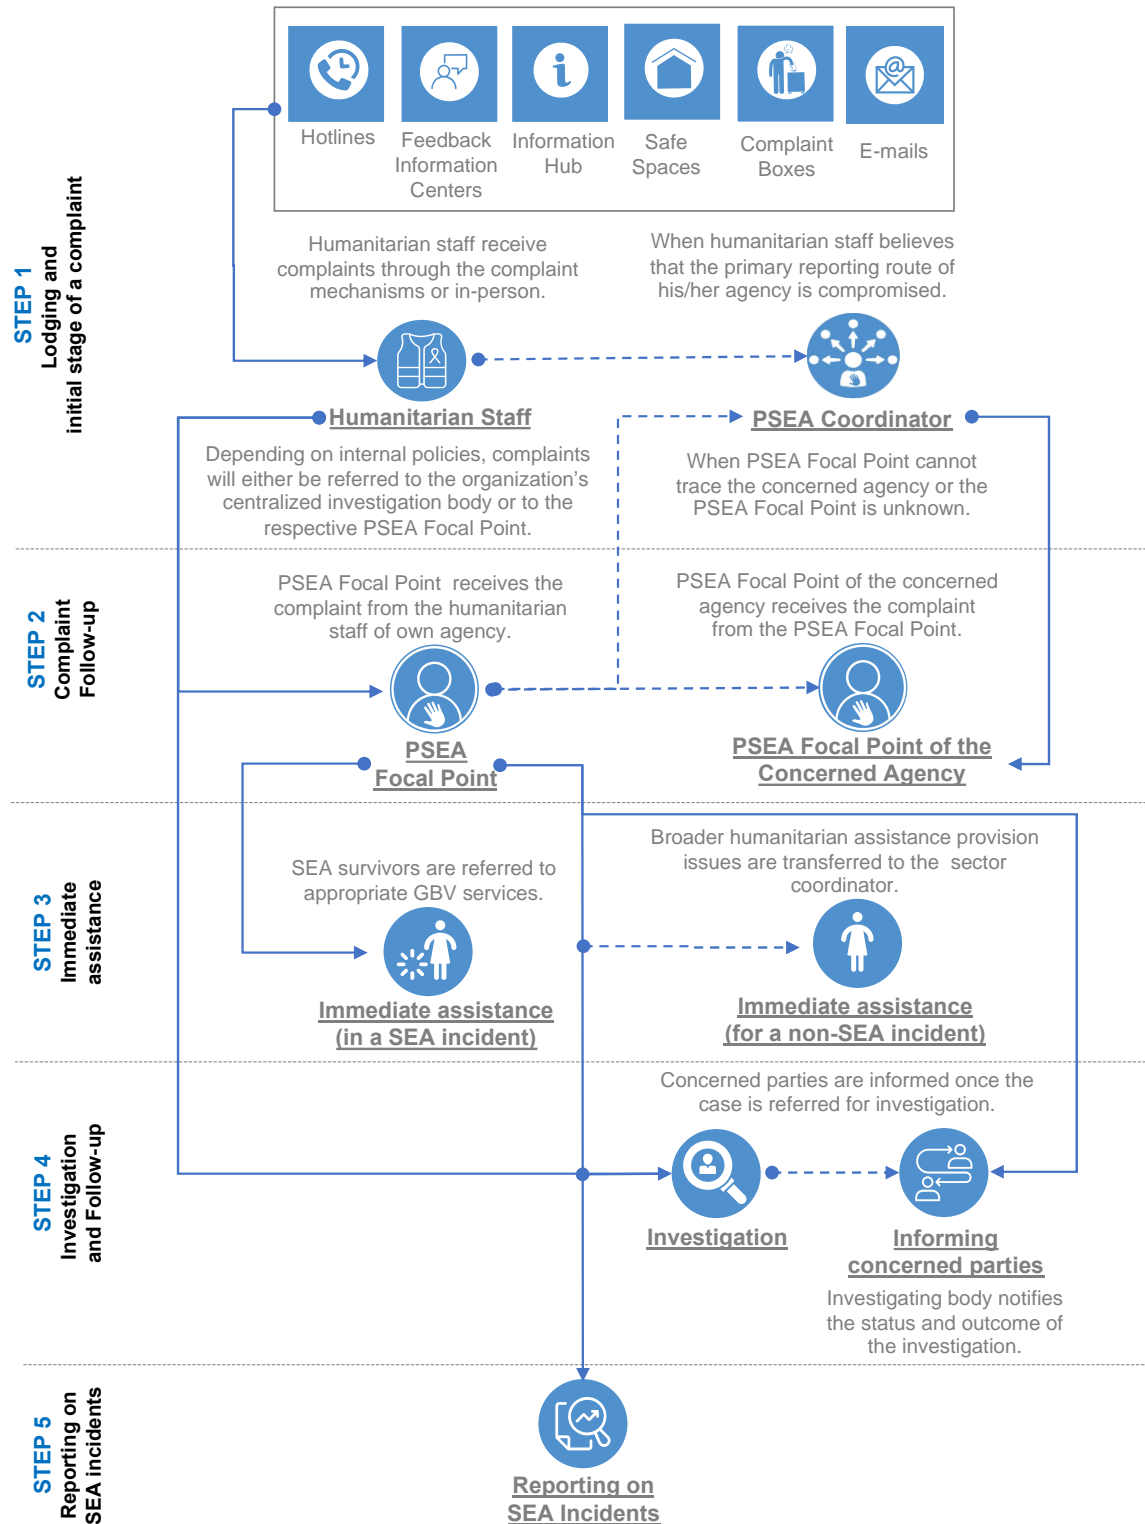 Hotlines
Feedback
Information
Centers
Information
Hub
Safe
Spaces
Complaint
Boxes
E-mails
STEP 1
Lodging and
initial stage of a complaint
Humanitarian staff receive
complaints through the complaint
mechanisms or in-person.
When humanitarian staff believes
that the primary reporting route of
his/her agency is compromised.
Humanitarian Staff
PSEA Coordinator
Depending on internal policies, complaints
will either be referred to the organization’s
centralized investigation body or to the
respective PSEA Focal Point.
When PSEA Focal Point cannot
trace the concerned agency or the
PSEA Focal Point is unknown.
STEP 2
Complaint
Follow-up
PSEA Focal Point receives the
complaint from the humanitarian
staff of own agency.
PSEA Focal Point of the concerned
agency receives the complaint
from the PSEA Focal Point.
PSEA
Focal Point
PSEA Focal Point of the
Concerned Agency
STEP 3
Immediate
assistance
SEA survivors are referred to
appropriate GBV services.
Broader humanitarian assistance provision
issues are transferred to the sector
coordinator.
Immediate assistance
(in a SEA incident)
Immediate assistance
(for a non-SEA incident)
STEP 4
Investigation
and Follow-up
Concerned parties are informed once the
case is referred for investigation.
Investigation
Informing
concerned parties
Investigating body notifies
the status and outcome of
the investigation.
STEP 5
Reporting on
SEA incidents
Reporting on
SEA Incidents